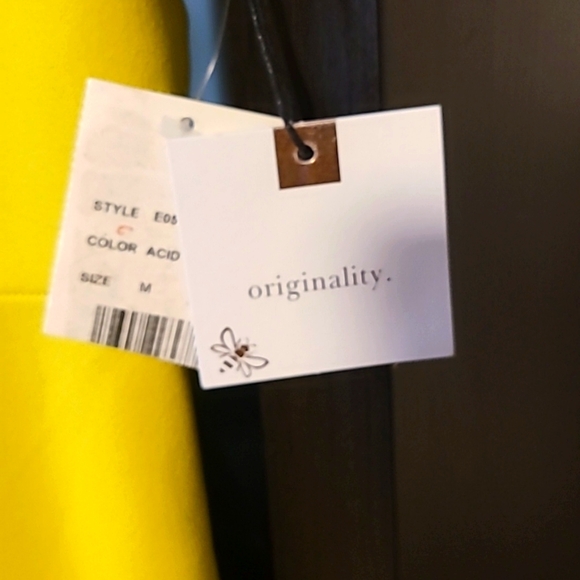 STYLE E05
COLOR ACID
SIZE M
originality.